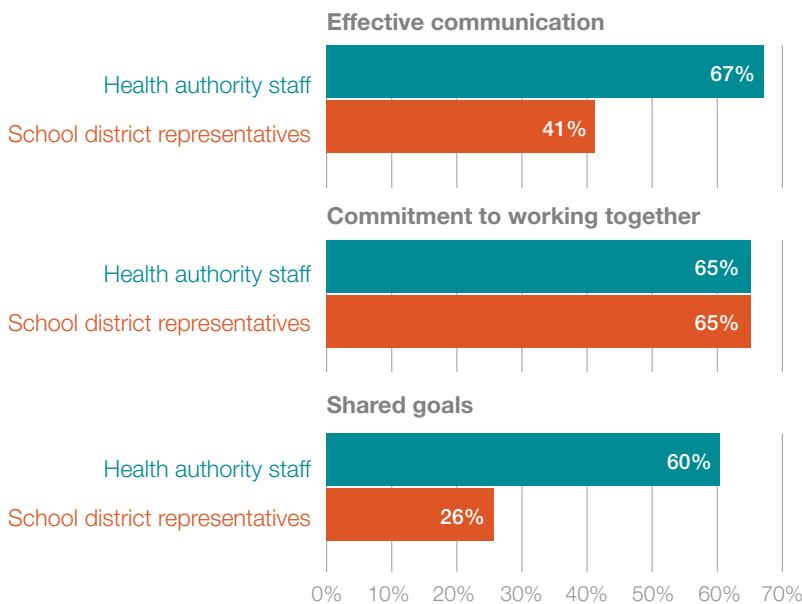 Effective communication
Health authority staff
67%
School district representatives
41%
Commitment to working together
Health authority staff
65%
School district representatives
65%
Shared goals
Health authority staff
60%
School district representatives
26%
0% 10% 20% 30% 40% 50% 60% 70%